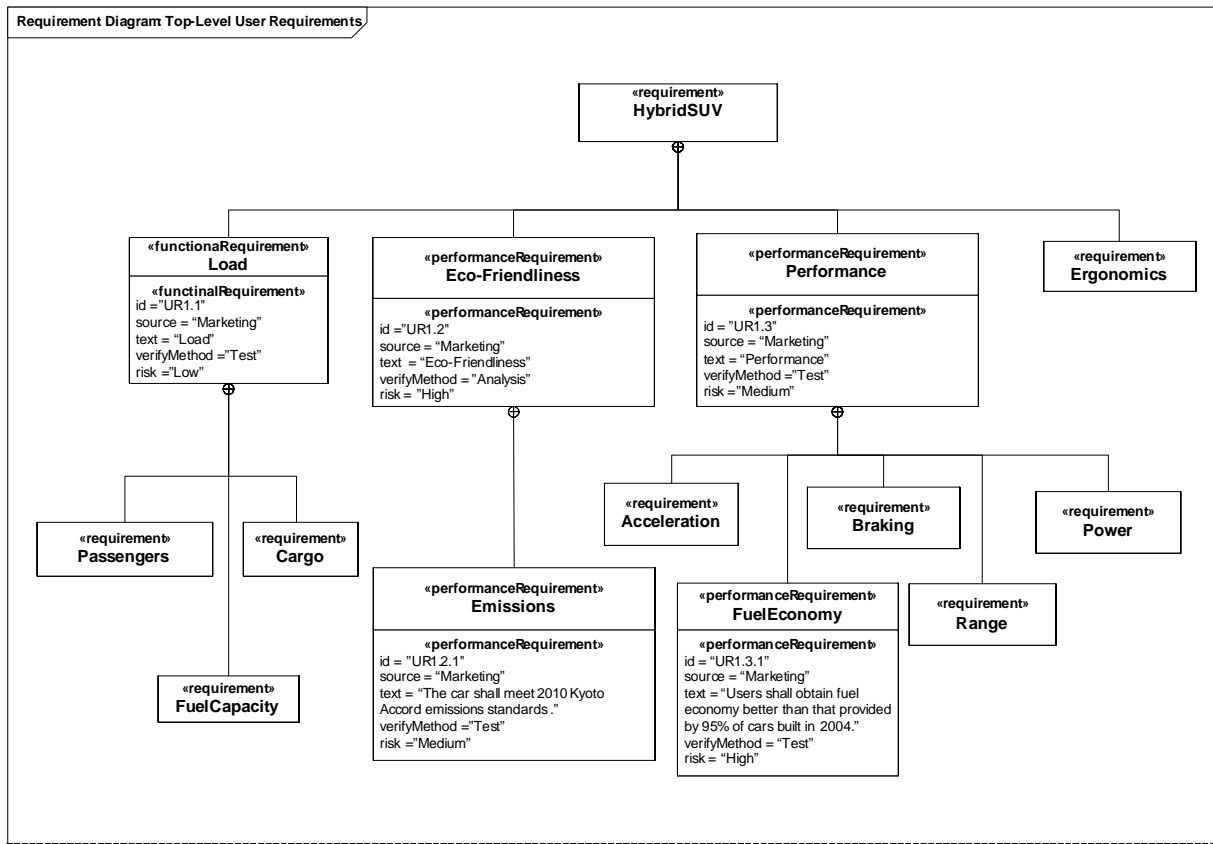 Requirement Diagram: Top-Level User Requirements
«requirement»
HybridSUV
«functionaRequirement»
Load
«functinalRequirement»
id ="UR1.1"
source = “Marketing”
text = “Load”
verifyMethod =”Test”
risk =”Low”
«performanceRequirement»
Eco-Friendliness
«performanceRequirement»
id =”UR1.2"
source = “Marketing”
text = “Eco-Friendliness”
verifyMethod = ”Analysis”
risk = ”High”
«performanceRequirement»
Performance
«performanceRequirement»
id = “UR1.3"
source = “Marketing”
text = “Performance”
verifyMethod =”Test”
risk =”Medium”
«requirement»
Ergonomics
«requirement»
Passengers
«requirement»
Cargo
«requirement»
FuelCapacity
«performanceRequirement»
Emissions
«performanceRequirement»
id = ”UR1.2.1"
source = “Marketing”
text = “The car shall meet 2010 Kyoto
Accord emissions standards .”
verifyMethod =”Test”
risk =”Medium”
«requirement»
Acceleration
«requirement»
Braking
«requirement»
Power
«performanceRequirement»
FuelEconomy
«performanceRequirement»
id = “UR1.3.1"
source = “Marketing”
text = “Users shall obtain fuel
economy better than that provided
by 95% of cars built in 2004.”
verifyMethod = “Test”
risk = “High”
«requirement»
Range